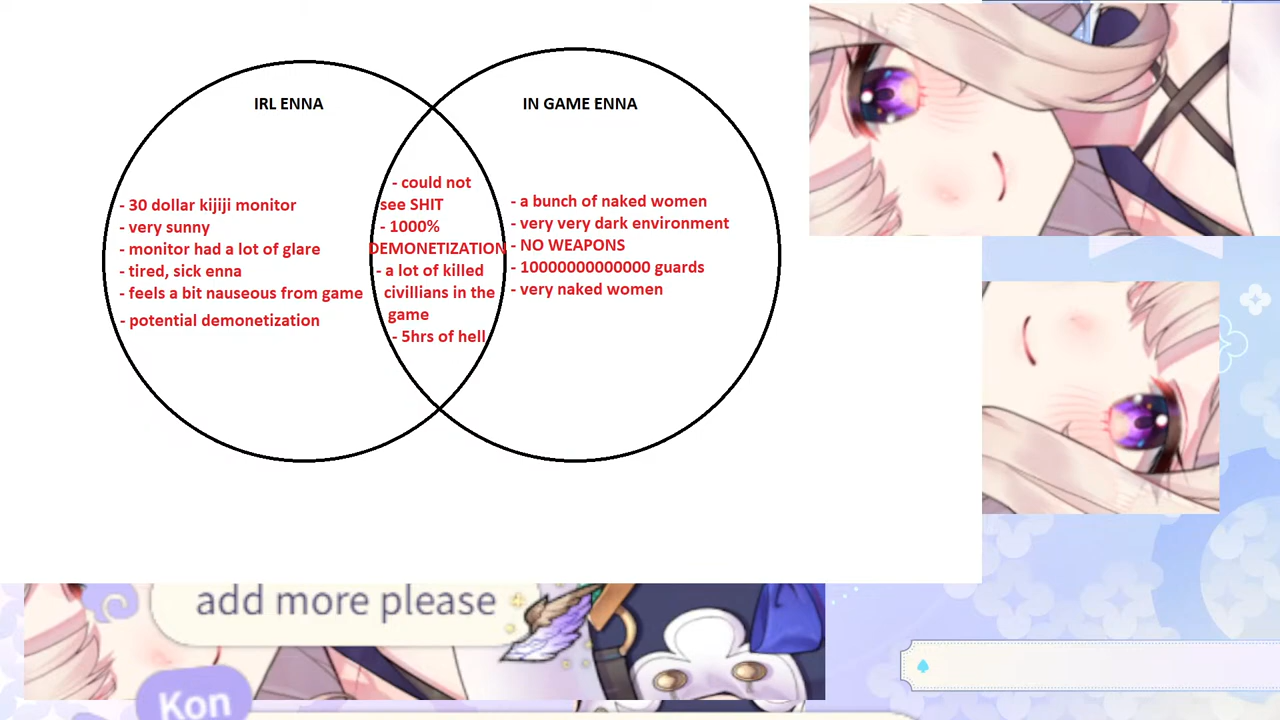 IRL ENNA
- 30 dollar kijiji monitor
- very sunny
- monitor had a lot of glare
- tired, sick enna
- feels a bit nauseous from game
- potential demonetization
- could not
see SHIT
- 1000%
DEMONETIZATION
- a lot of killed
civillians in the
game
- 5hrs of hell
IN GAME ENNA
- a bunch of naked women
- very very dark environment
- NO WEAPONS
- 10000000000000 guards
- very naked women
add more please
Kon